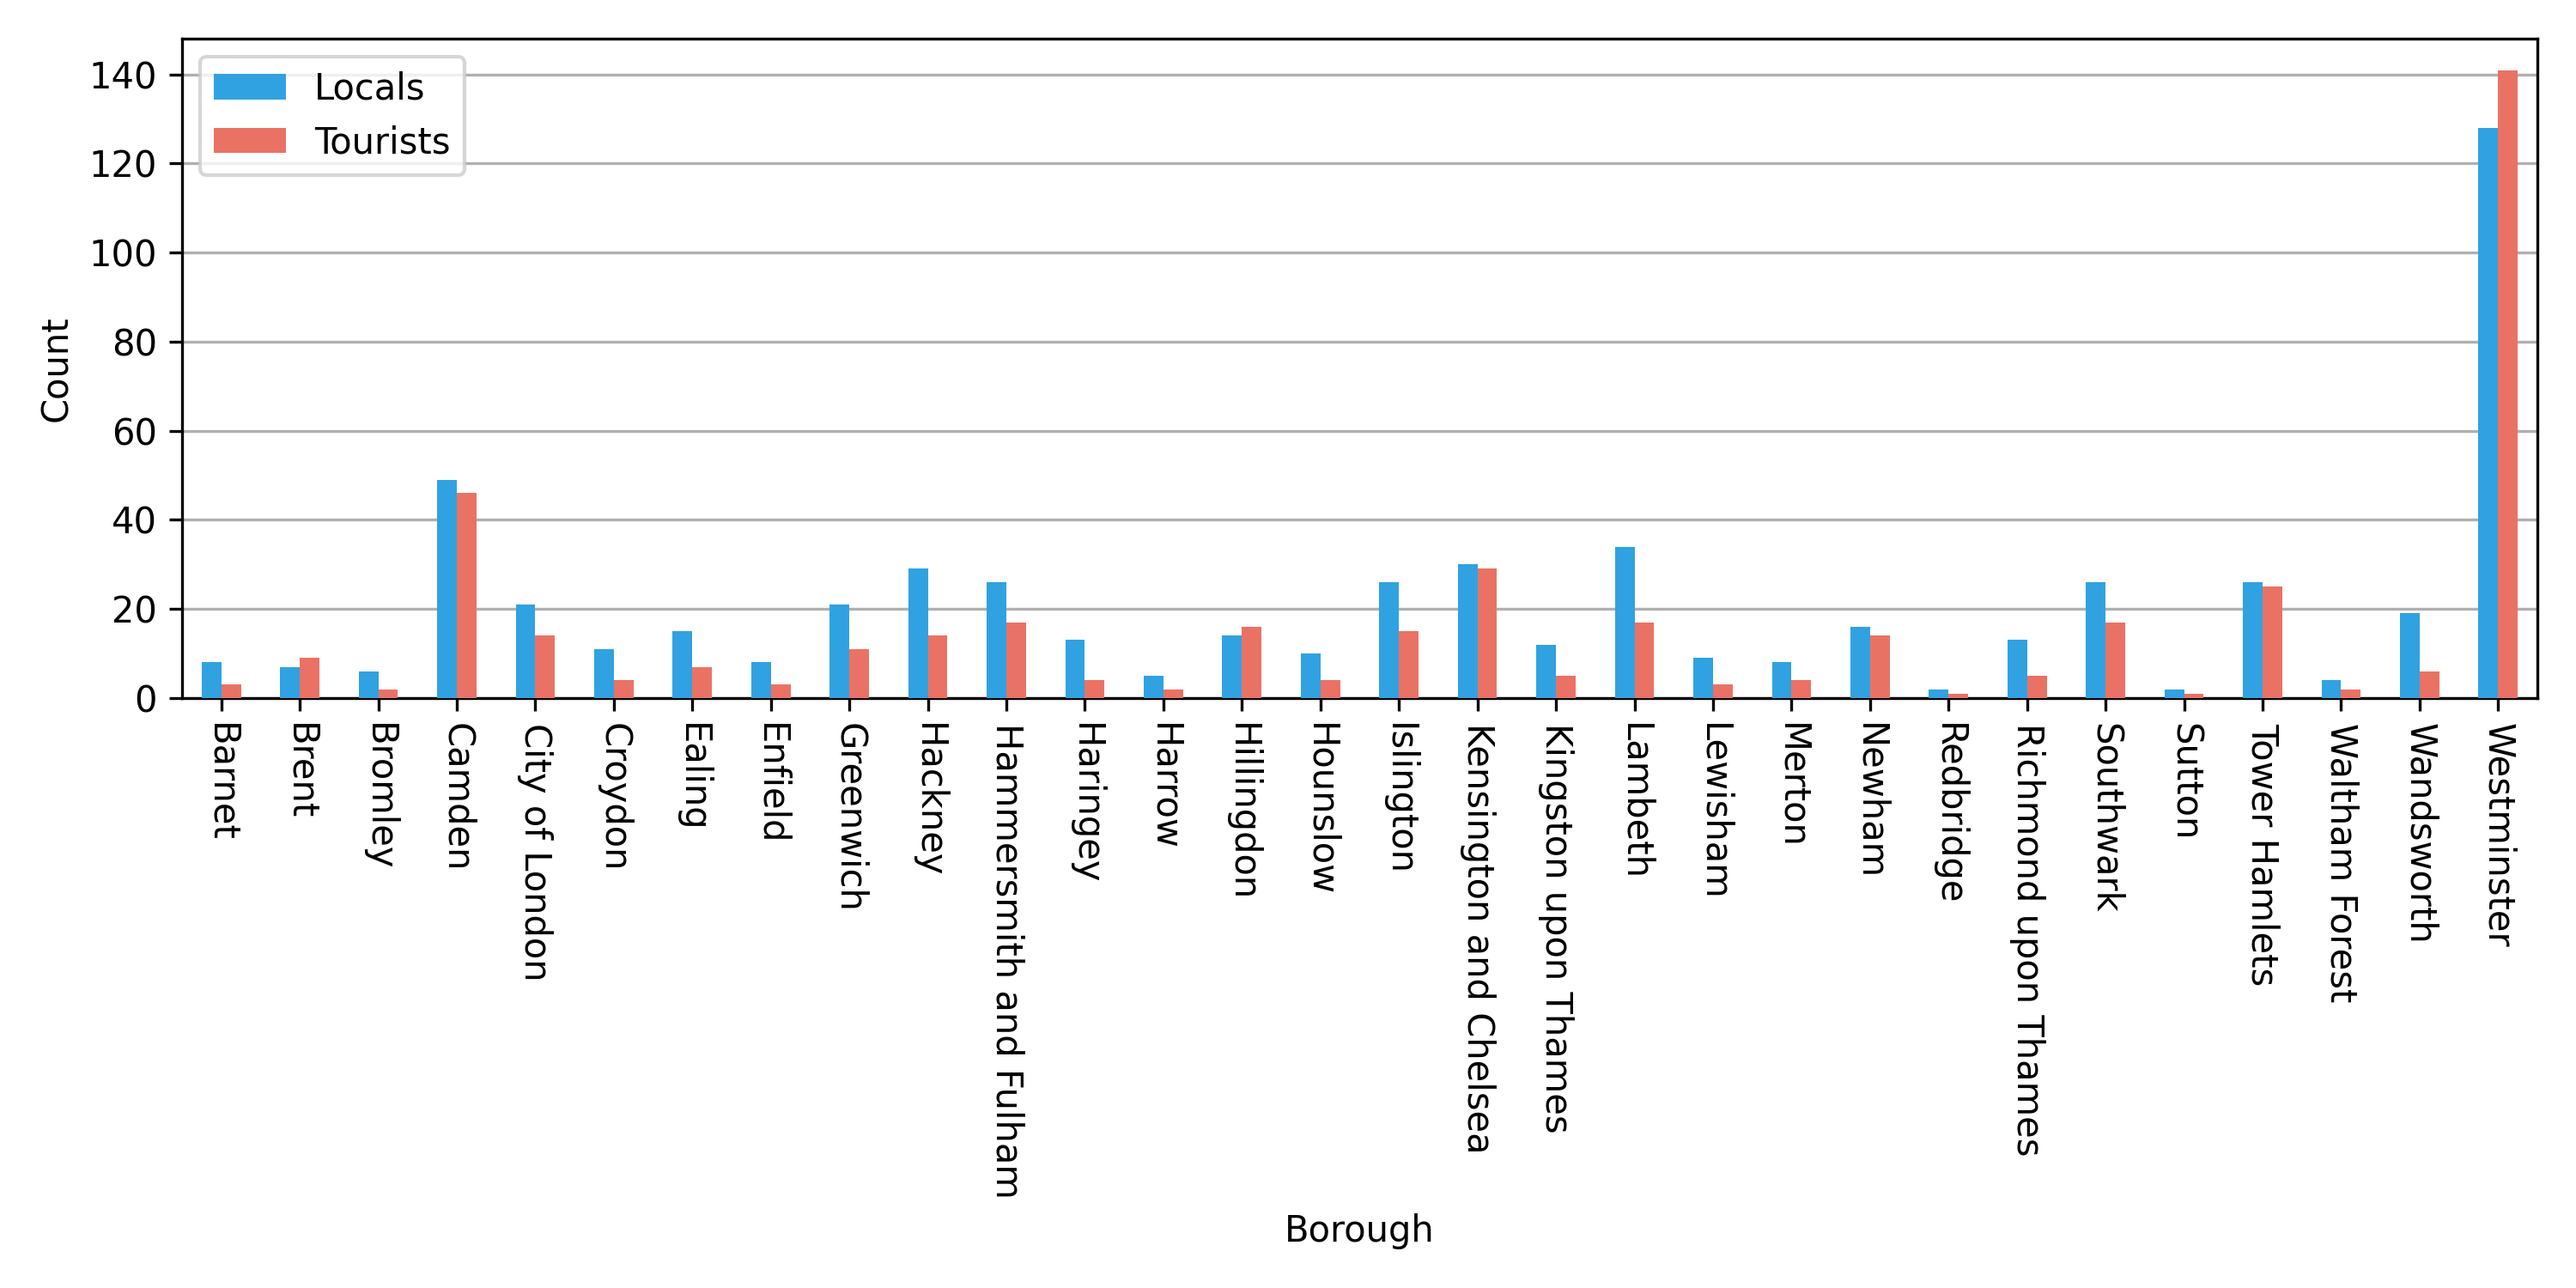 Locals
Tourists
140
120
100
80
60
40
20
0
Count
Barnet
Brent
Bromley
Camden
City of London
Croydon
Ealing
Enfield
Greenwich
Hackney
Hammersmith and Fulham
Haringey
Harrow
Hillingdon
Hounslow
Islington
Kensington and Chelsea
Kingston upon Thames
Lambeth
Lewisham
Merton
Newham
Redbridge
Richmond upon Thames
Southwark
Sutton
Tower Hamlets
Waltham Forest
Wandsworth
Westminster
Borough